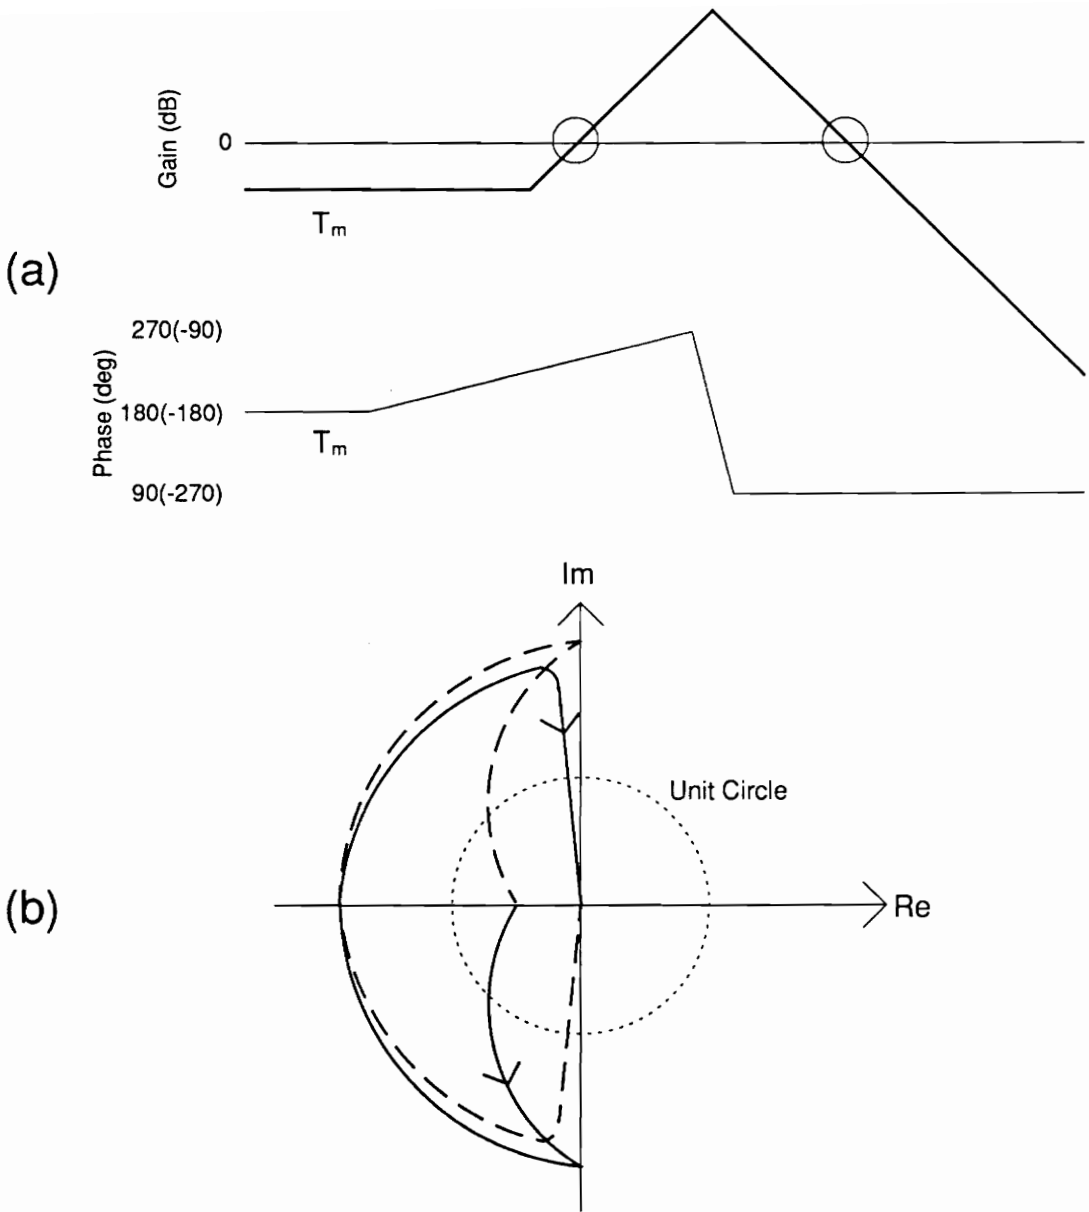 Gain (dB)
0
Tm
(a)
270(-90)
Phase (deg)
180(-180)
Tm
90(-270)
Im
Unit Circle
(b)
Re